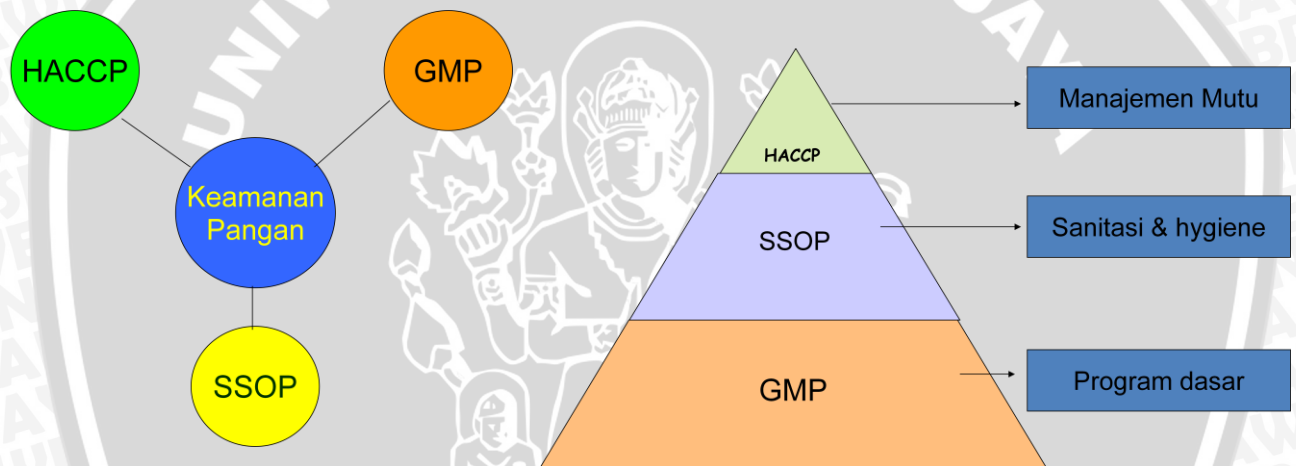 HACCP
GMP
Keamanan
Pangan
SSOP
HACCP
SSOP
GMP
Manajemen Mutu
Sanitasi & hygiene
Program dasar